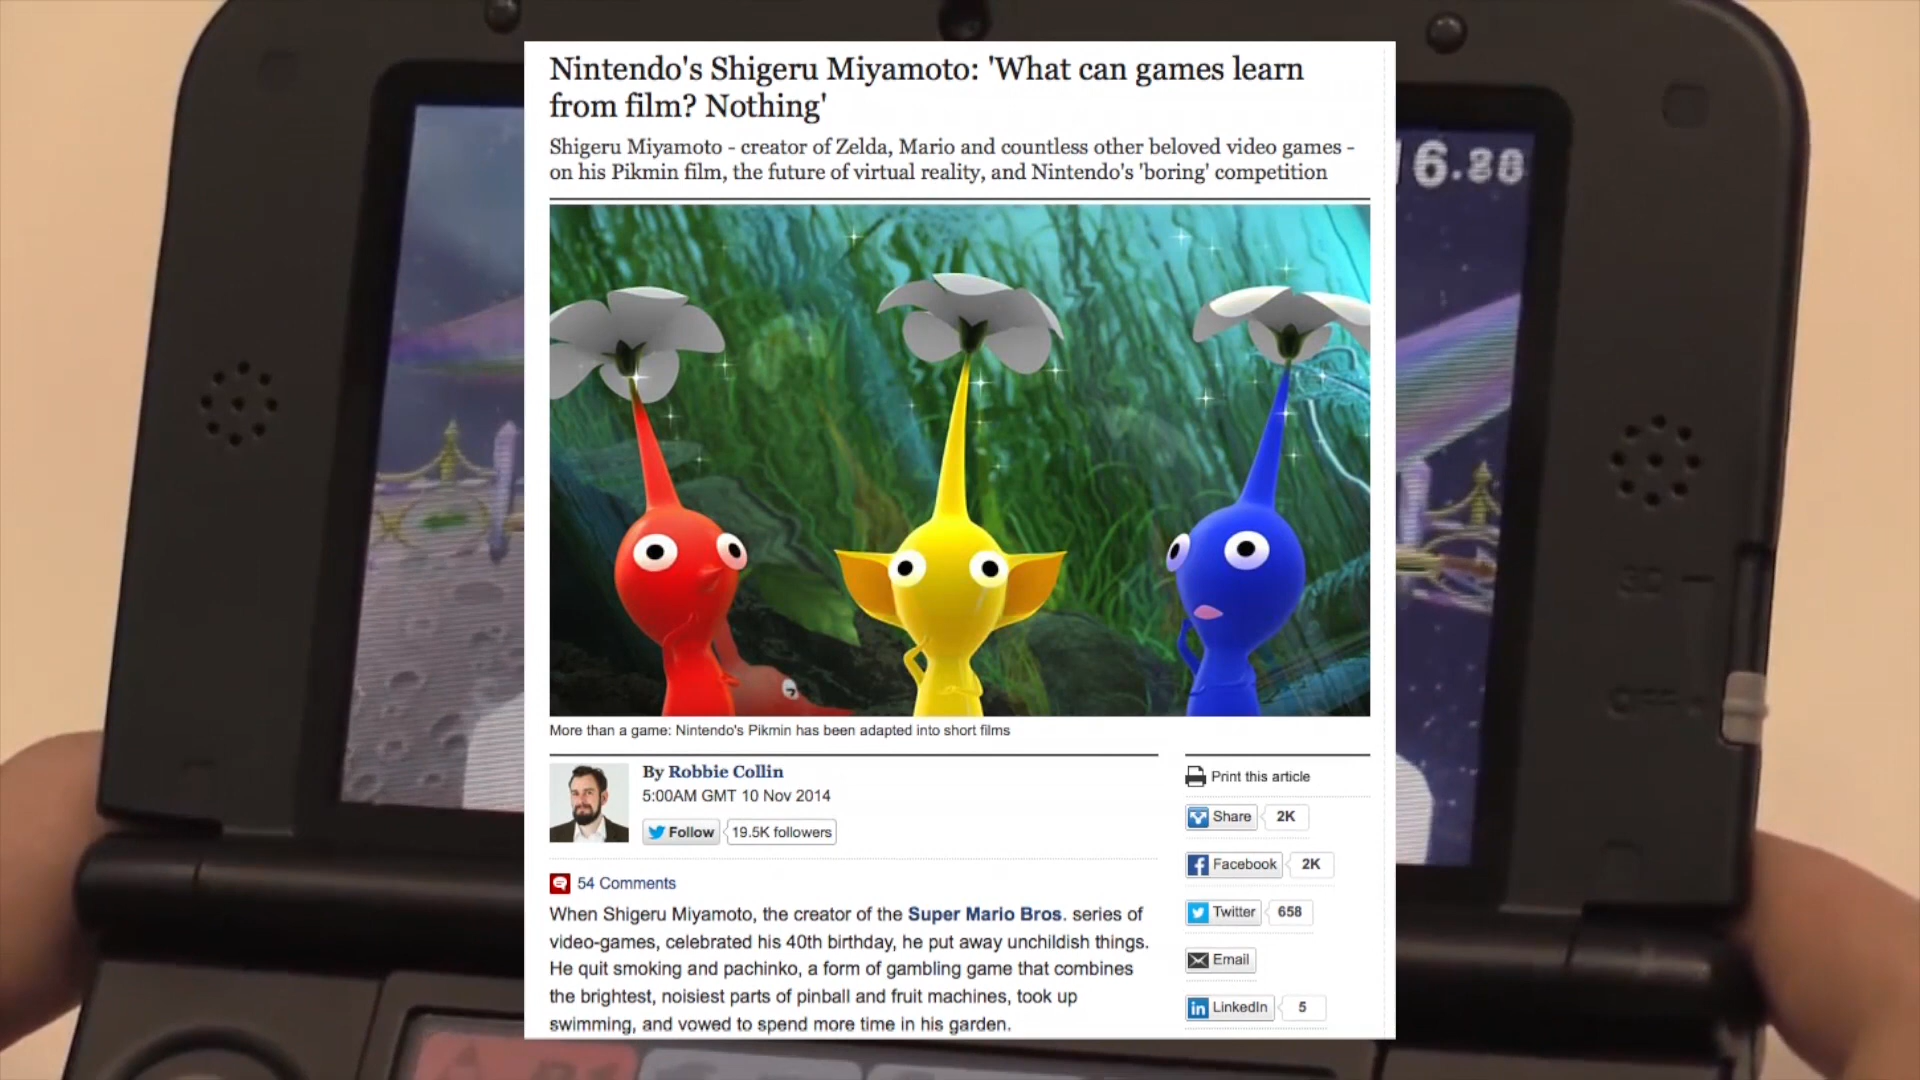 Nintendo's Shigeru Miyamoto: 'What can games learn
from film? Nothing'
Shigeru Miyamoto - creator of Zelda, Mario and countless other beloved video games -
on his Pikmin film, the future of virtual reality, and Nintendo's 'boring' competition
6.80
More than a game: Nintendo's Pikmin has been adapted into short films
By Robbie Collin
5:00AM GMT 10 Nov 2014
Follow 19.5K followers
54 Comments
When Shigeru Miyamoto, the creator of the Super Mario Bros. series of
video-games, celebrated his 40th birthday, he put away unchildish things.
He quit smoking and pachinko, a form of gambling game that combines
the brightest, noisiest parts of pinball and fruit machines, took up
swimming, and vowed to spend more time in his garden.
Print this article
Share 2K
Facebook 2K
Twitter 658
Email
LinkedIn 5
3D
OFF